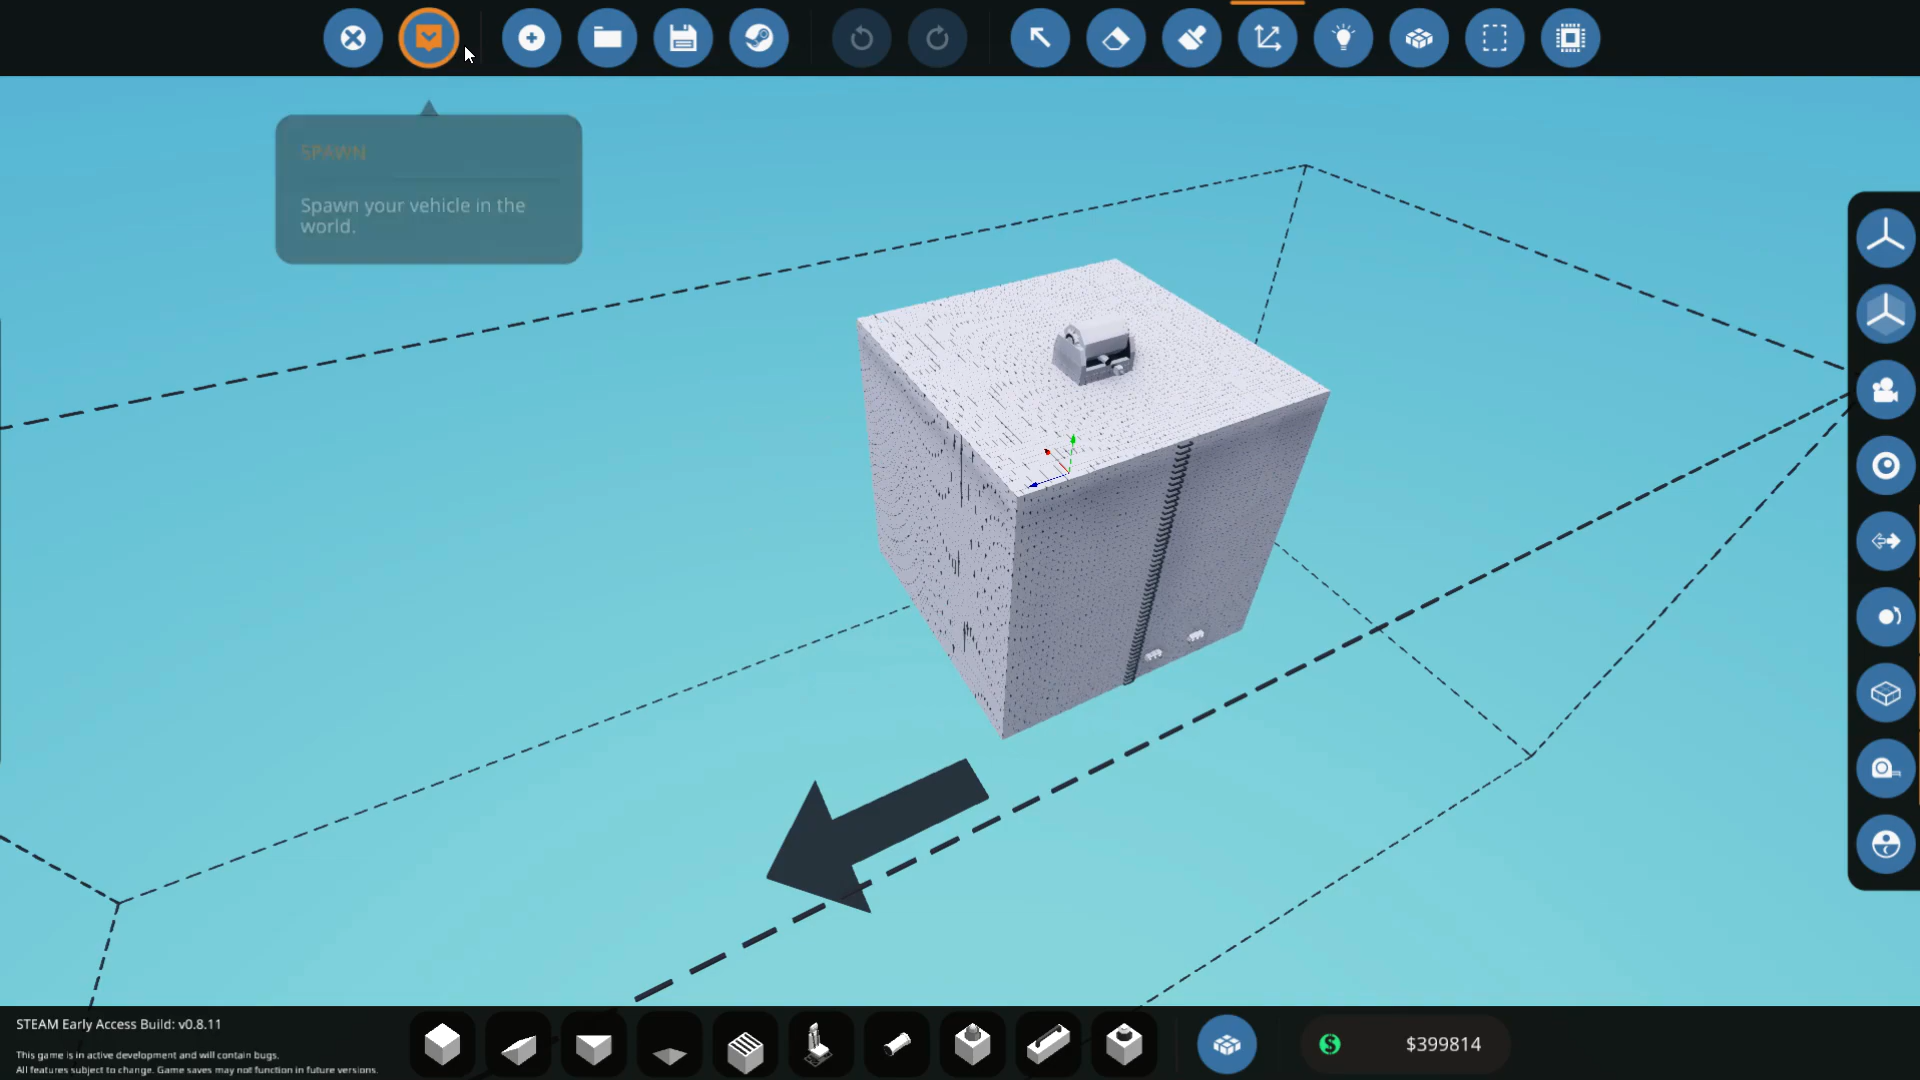 SPAWN
Spawn your vehicle in the
world.
STEAM Early Access Build: v0.8.11
This game is in active development and will contain bugs.
All features subject to change. Game saves may not function in future versions.
$399814